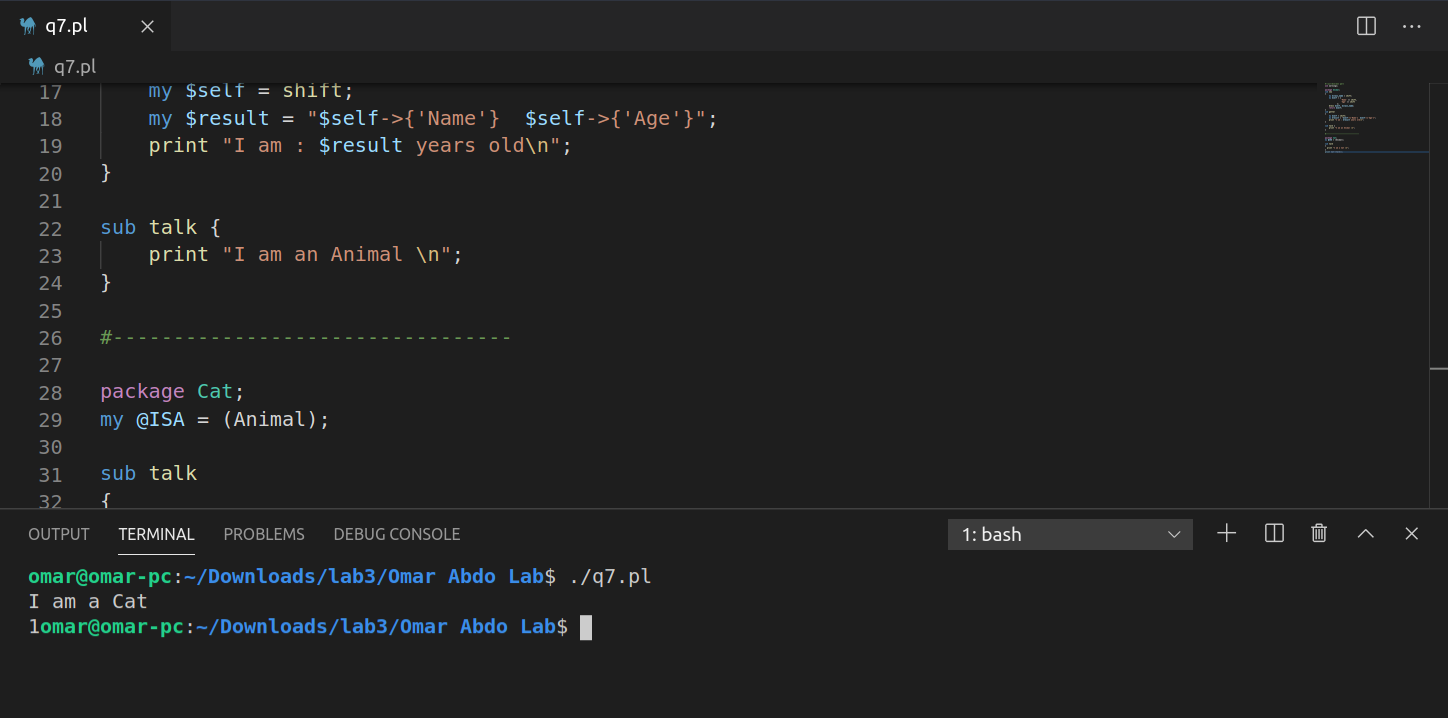 q7.pl
q7.pl
17 my $self = shift;
18 my $result = "$self->{'Name'}  $self->{'Age'}";
19 print "I am : $result years old\n";
20 }
21
22 sub talk {
23 print "I am an Animal \n";
24 }
25
26 #---------------------------------
27
28 package Cat;
29 my @ISA = (Animal);
30
31 sub talk
32 {
OUTPUT TERMINAL PROBLEMS DEBUG CONSOLE 1: bash
omar@omar-pc:~/Downloads/lab3/Omar Abdo Lab$ ./q7.pl
I am a Cat
1omar@omar-pc:~/Downloads/lab3/Omar Abdo Lab$